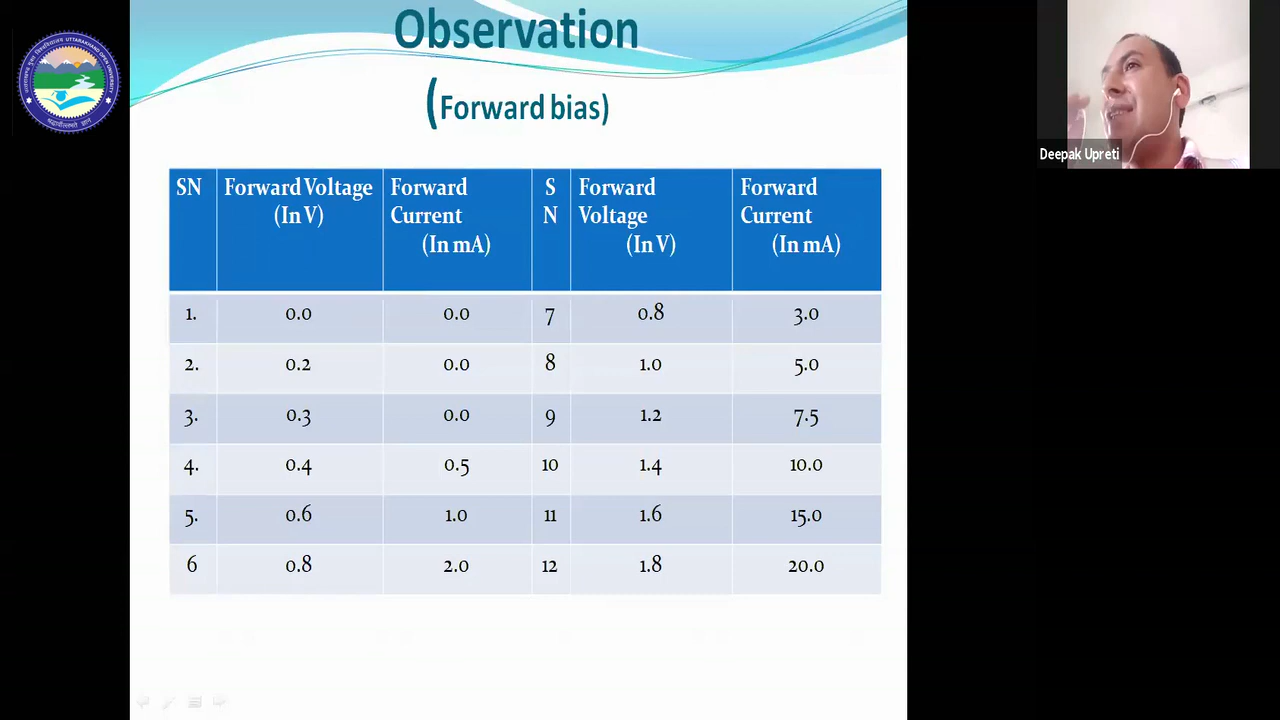 Observation
(Forward bias)
Deepak Upreti
SN Forward Voltage (In V) Forward Current (In mA) S N Forward Voltage (In V) Forward Current (In mA)
1. 0.0 0.0 7 0.8 3.0
2. 0.2 0.0 8 1.0 5.0
3. 0.3 0.0 9 1.2 7.5
4. 0.4 0.5 10 1.4 10.0
5. 0.6 1.0 11 1.6 15.0
6 0.8 2.0 12 1.8 20.0